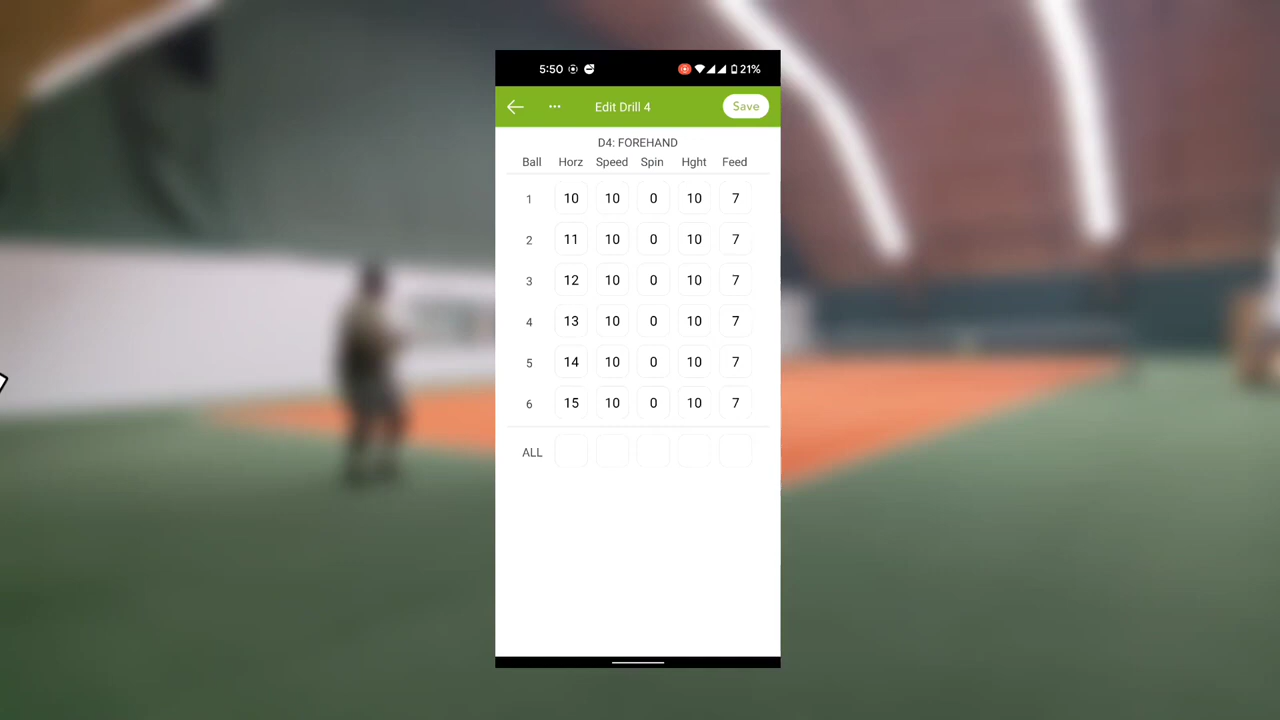 5:50 21%
Edit Drill 4 Save
D4: FOREHAND
Ball Horz Speed Spin Hght Feed
1 10 10 0 10 7
2 11 10 0 10 7
3 12 10 0 10 7
4 13 10 0 10 7
5 14 10 0 10 7
6 15 10 0 10 7
ALL